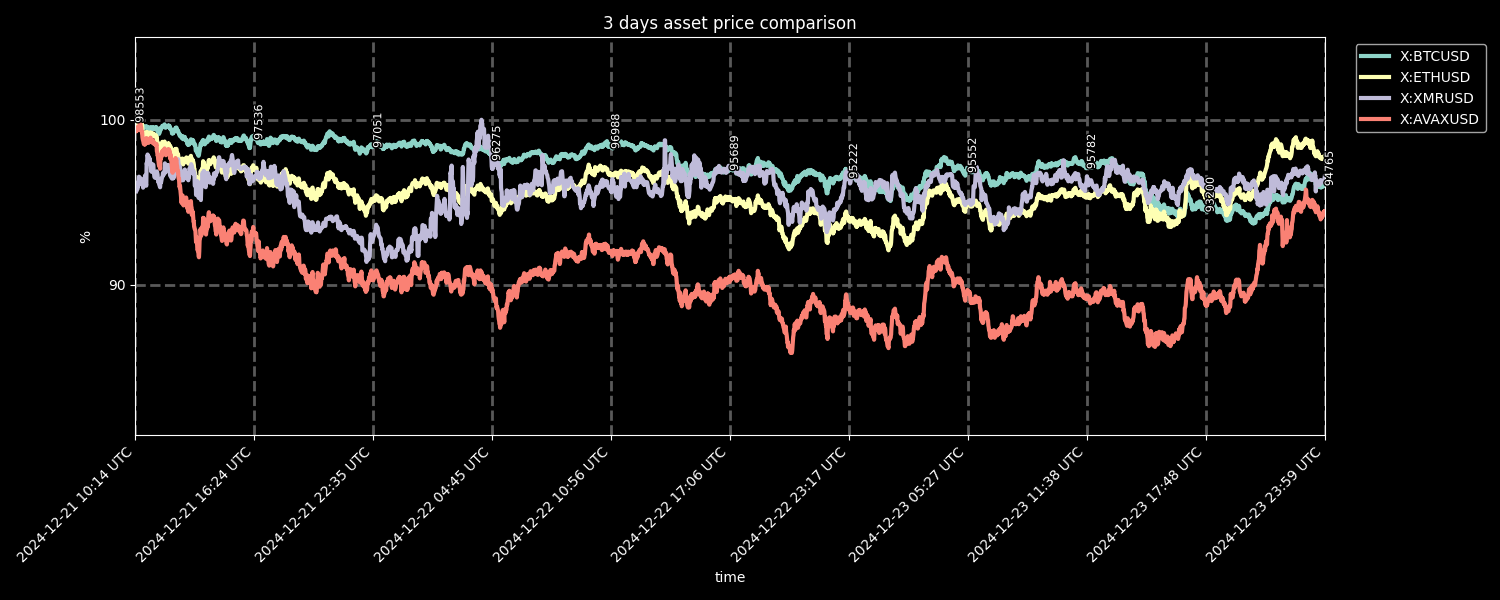 3 days asset price comparison
X:BTCUSD
X:ETHUSD
X:XMRUSD
X:AVAXUSD
100
90
%
98553
97536
97051
96275
96988
95689
95222
95552
95782
93200
94765
2024-12-21 10:14 UTC
2024-12-21 16:24 UTC
2024-12-21 22:35 UTC
2024-12-22 04:45 UTC
2024-12-22 10:56 UTC
2024-12-22 17:06 UTC
2024-12-22 23:17 UTC
2024-12-23 05:27 UTC
2024-12-23 11:38 UTC
2024-12-23 17:48 UTC
2024-12-23 23:59 UTC
time